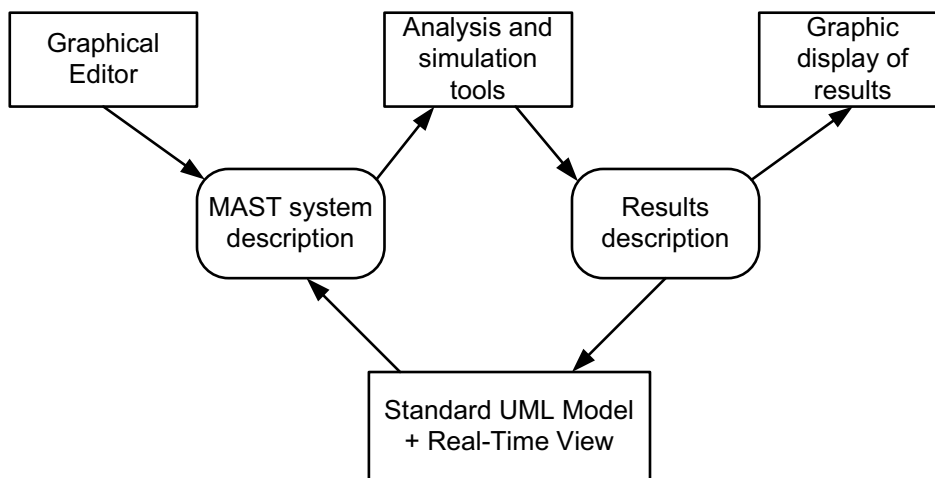 Graphical
Editor
Analysis and
simulation
tools
Graphic
display of
results
MAST system
description
Results
description
Standard UML Model
+ Real-Time View